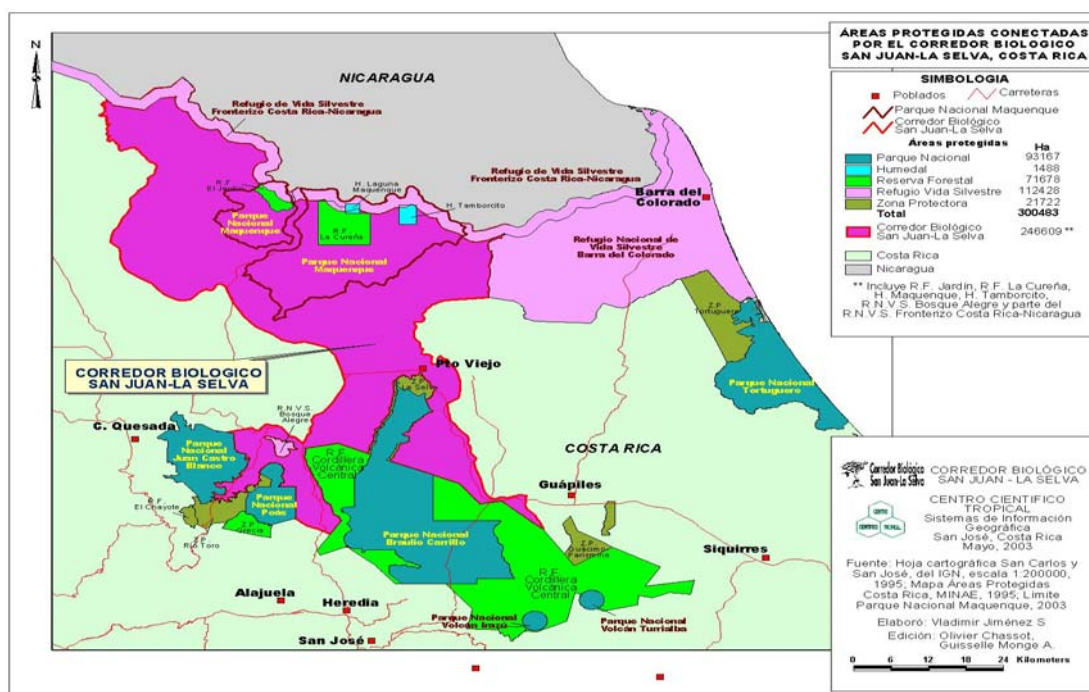 ÁREAS PROTEGIDAS CONECTADAS
POR EL CORREDOR BIOLOGICO
SAN JUAN-LA SELVA, COSTA RICA
SIMBOLOGIA
Poblados
Carreteras
Parque Nacional Maquenque
Corredor Biológico
San Juan-La Selva
Áreas protegidas Ha
Parque Nacional 93167
Humedal 1488
Reserva Forestal 71678
Refugio Vida Silvestre 112428
Zona Protectora 21722
Total 300483
Corredor Biológico
San Juan-La Selva 246609 **
Costa Rica
Nicaragua
** Incluye R.F. Jardín, R.F. La Cureña,
H. Maquenque, H. Tamborcito,
R.N.V.S. Bosque Alegre y parte del
R.N.V.S. Fronterizo Costa Rica-Nicaragua
N
NICARAGUA
Refugio de Vida Silvestre
Fronterizo Costa Rica-Nicaragua
Refugio de Vida Silvestre
Fronterizo Costa Rica-Nicaragua
R.F.
El Jardín
H. Laguna
Maquenque
H. Tamborcito
Barra del
Colorado
Parque
Nacional
Maquenque
R.F.
La Cureña
Parque Nacional
Maquenque
Refugio Nacional de
Vida Silvestre
Barra del Colorado
Z.P.
Tortuguero
Parque Nacional
Tortuguero
CORREDOR BIOLOGICO
SAN JUAN-LA SELVA
Pto Viejo
Z.P.
La Selva
R.N.V.S.
Bosque
Alegre
C. Quesada
Parque
Nacional
Juan Castro
Blanco
COSTA RICA
R.F.
Cordillera
Volcánica
Central
Guápiles
R.F.
El Chayote
Parque
Nacional
Poás
Z.P.
Grecia
Z.P.
Río Toro
Parque Nacional
Braulio Carrillo
Z.P.
Guácimo
Siquirres
R.F.
Cordillera
Volcánica
Central
Alajuela
Heredia
San José
Parque Nacional
Volcán Irazú
Parque Nacional
Volcán Turrialba
Corredor Biológico
San Juan-La Selva
CORREDOR BIOLÓGICO
SAN JUAN - LA SELVA
CENTRO CIENTIFICO
TROPICAL
Sistemas de Información
Geográfica
San José, Costa Rica
Mayo, 2003
Fuente: Hoja cartográfica San Carlos y
San José, del IGN, escala 1:200000,
1995; Mapa Áreas Protegidas
Costa Rica, MINAE, 1995; Límite
Parque Nacional Maquenque, 2003
Elaboró: Vladimir Jiménez S
Edición: Olivier Chassot,
Guisselle Monge A.
0 6 12 18 24 Kilometers